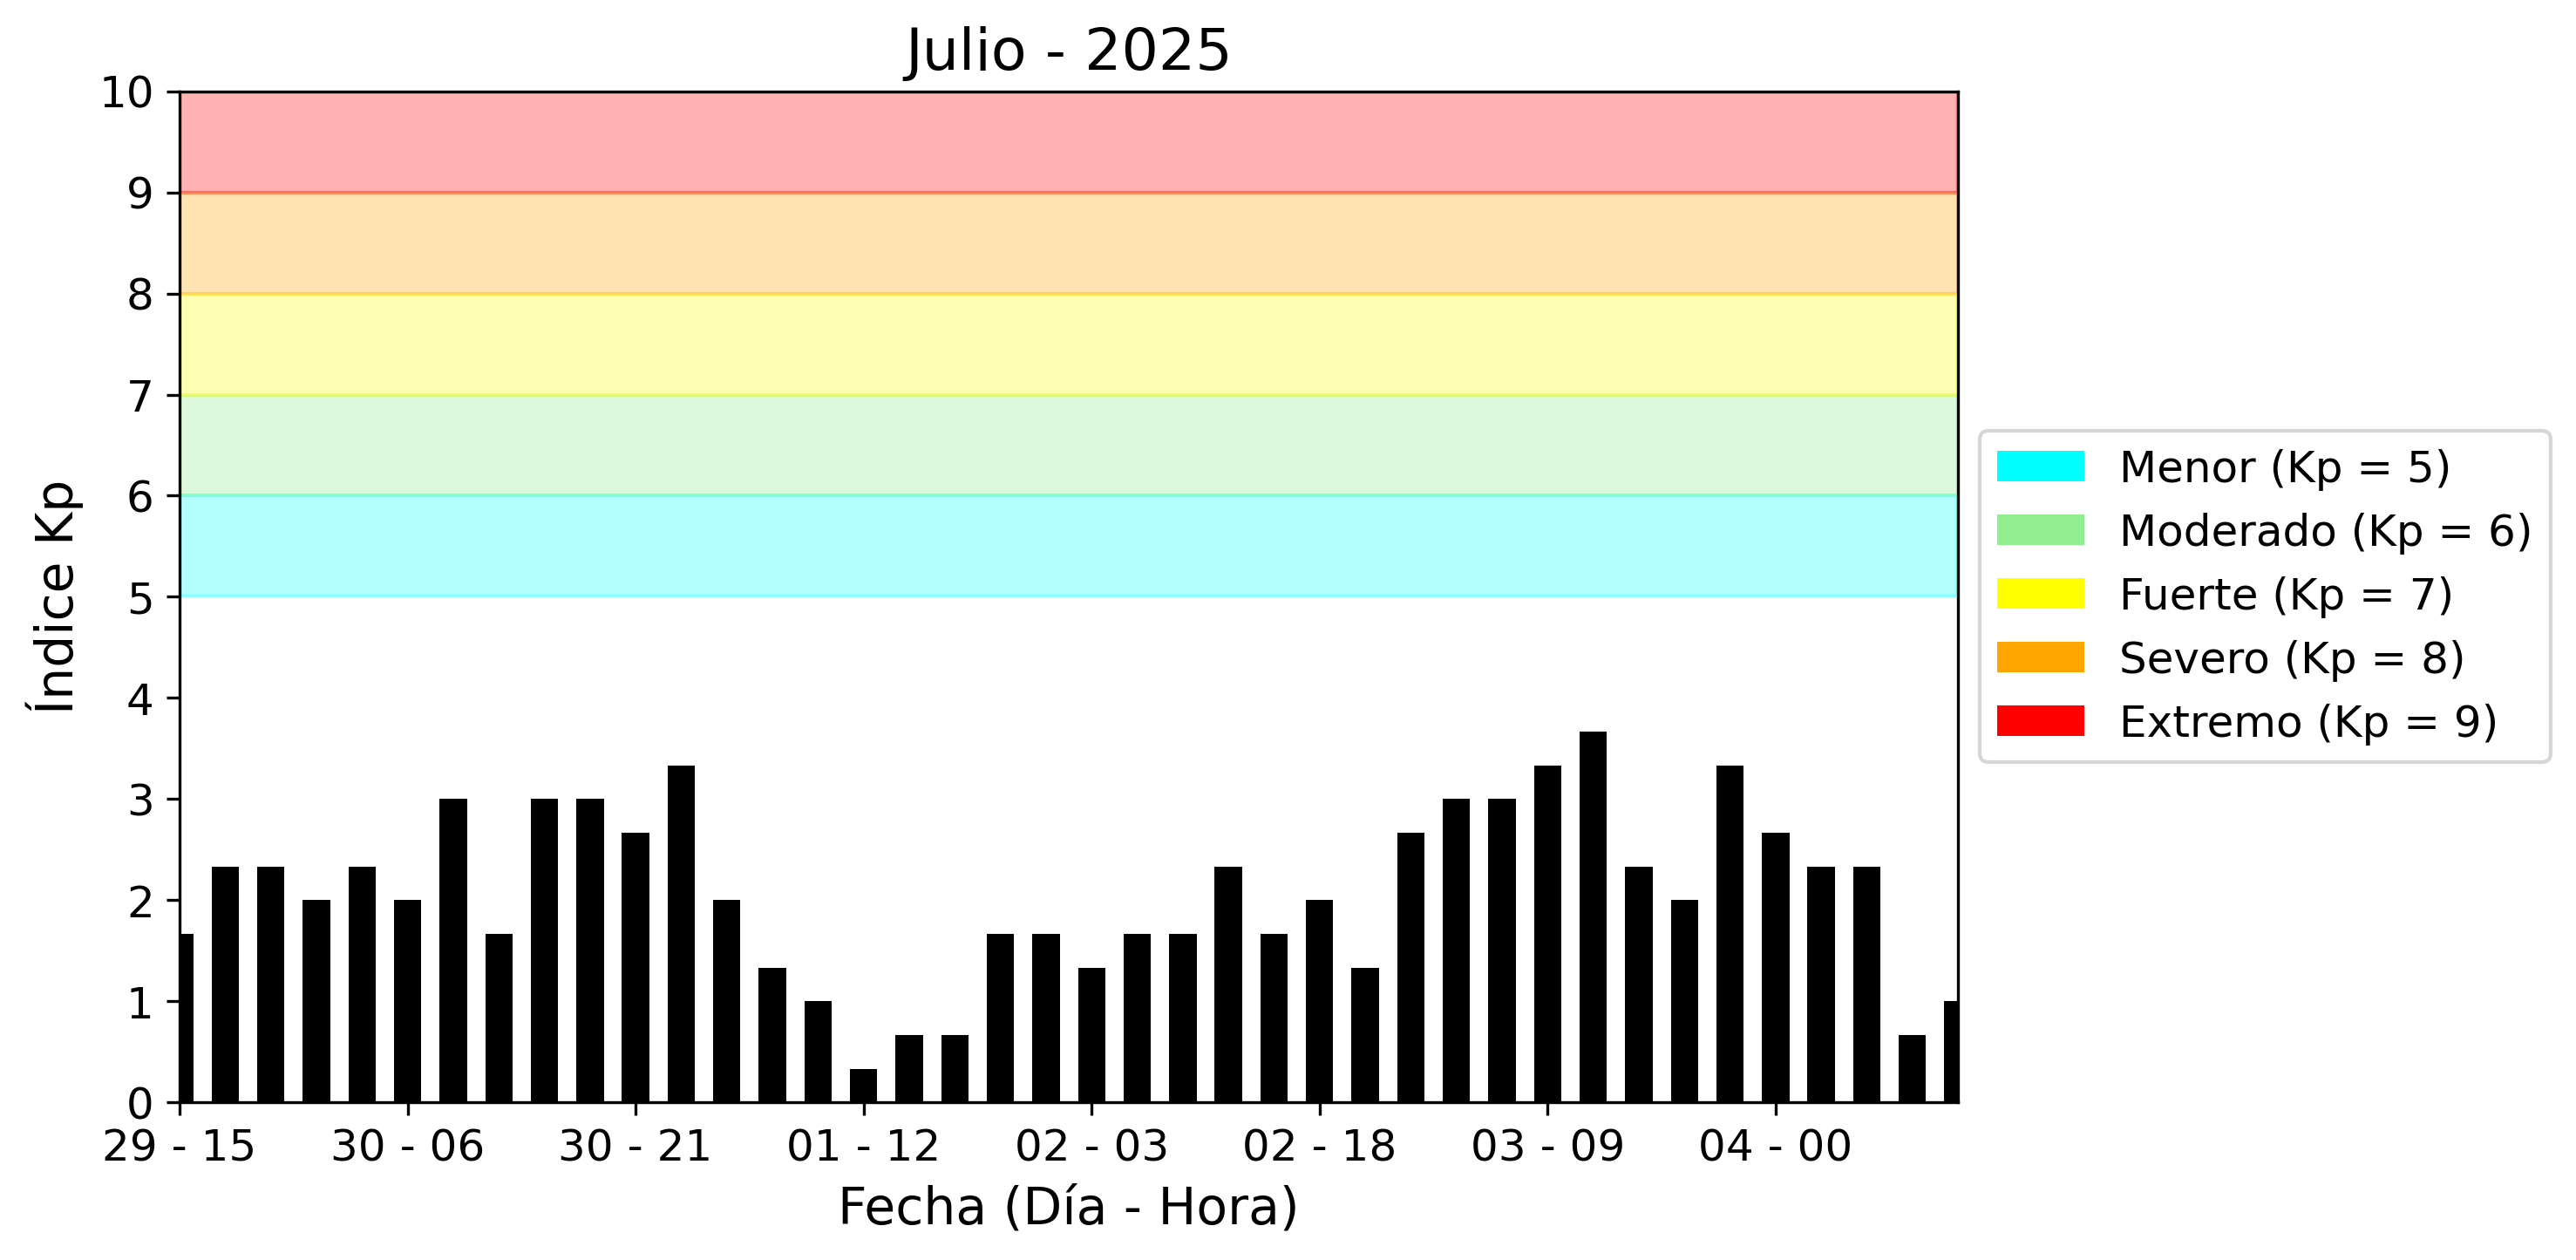 Julio - 2025
10
9
8
7
6
5
4
3
2
1
0
Índice Kp
29 - 15 30 - 06 30 - 21 01 - 12 02 - 03 02 - 18 03 - 09 04 - 00
Fecha (Día - Hora)
Menor (Kp = 5)
Moderado (Kp = 6)
Fuerte (Kp = 7)
Severo (Kp = 8)
Extremo (Kp = 9)